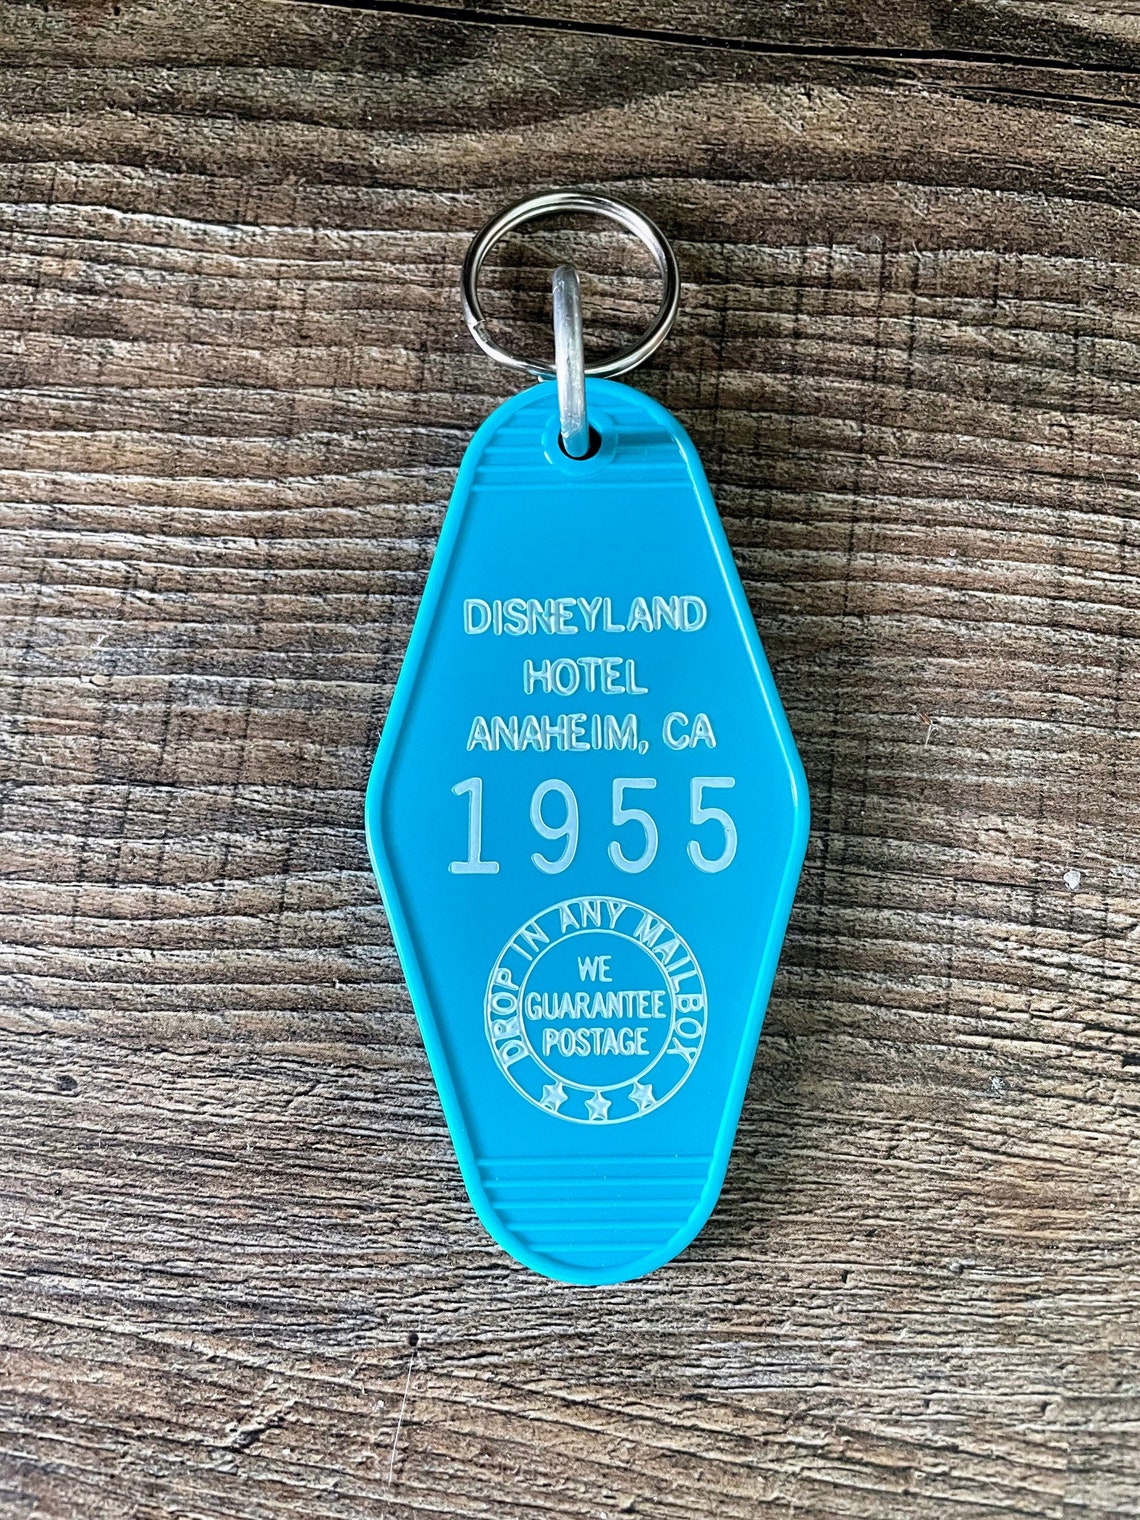 DISNEYLAND
HOTEL
ANAHEIM, CA
1955
DROP IN ANY MAILBOX
WE
GUARANTEE
POSTAGE